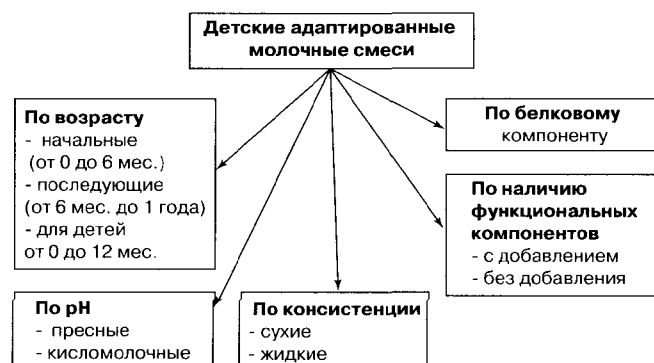 Детские адаптированные
молочные смеси
По возрасту
- начальные
(от 0 до 6 мес.)
- последующие
(от 6 мес. до 1 года)
- для детей
от 0 до 12 мес.
По белковому
компоненту
По наличию
функциональных
компонентов
- с добавлением
- без добавления
По pH
- пресные
- кисломолочные
По консистенции
- сухие
- жидкие